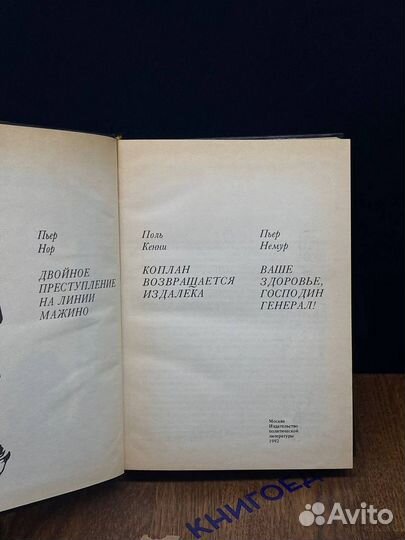 Пьер
Нор
ДВОЙНОЕ
ПРЕСТУПЛЕНИЕ
НА ЛИНИИ
МАЖИНО
Поль
Кенни
КОПЛАН
ВОЗВРАЩАЕТСЯ
ИЗДАЛЕКА
Пьер
Немур
ВАШЕ
ЗДОРОВЬЕ,
ГОСПОДИН
ГЕНЕРАЛ!
Москва
Издательство
политической
литературы
1992
КНИГОЕ
Avito